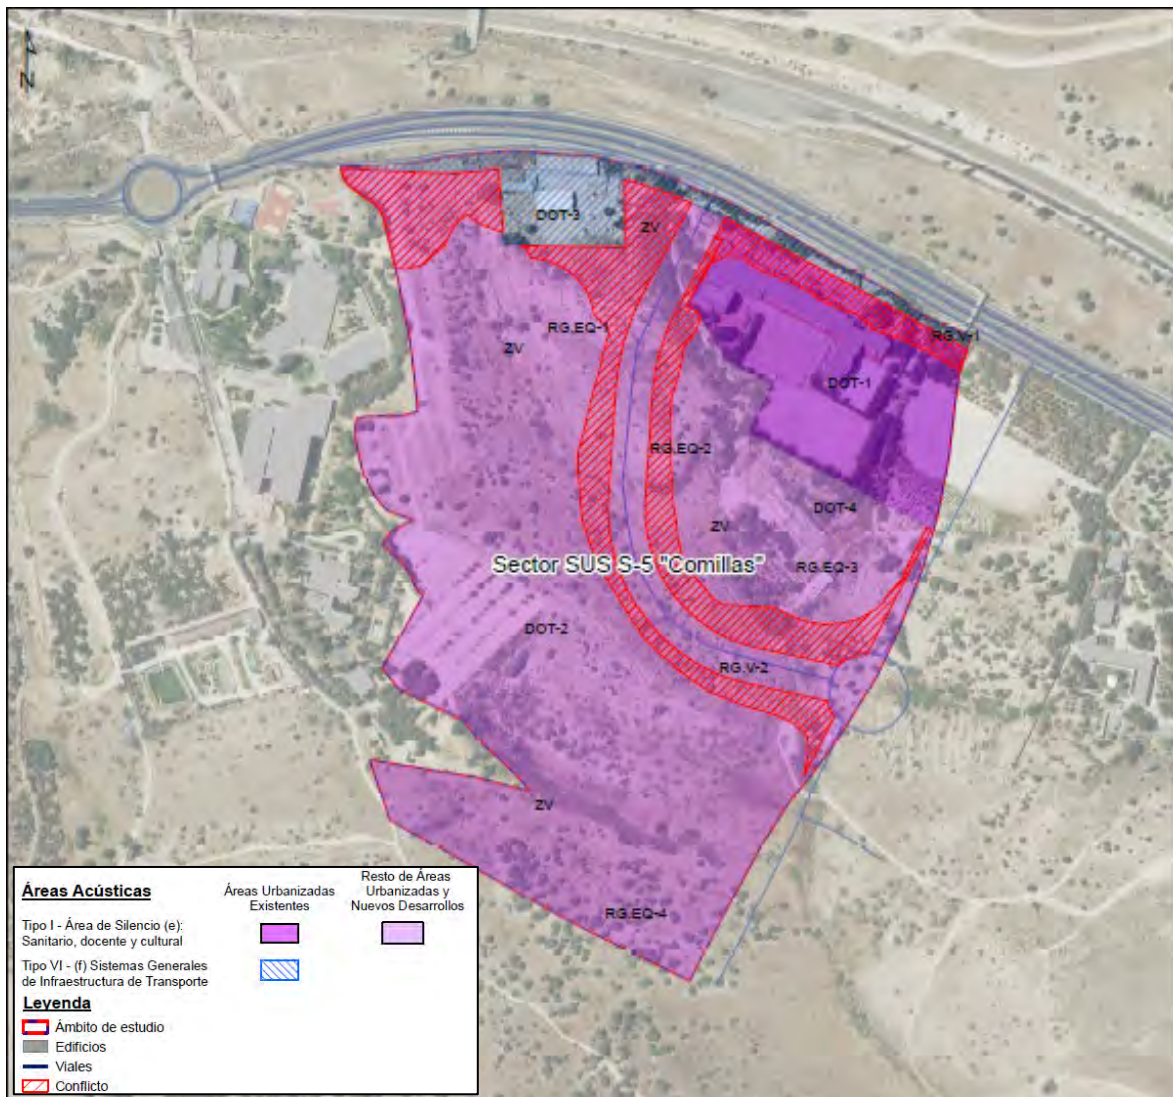 N
DOT-3
ZV
RG.V-1
RG.EQ-1
ZV
DOT-1
RG.EQ-2
DOT-4
ZV
Sector SUS S-5 "Comillas"
RG.EQ-3
DOT-2
RG.V-2
ZV
RG.EQ-4
Áreas Acústicas
Áreas Urbanizadas
Existentes
Resto de Áreas
Urbanizadas y
Nuevos Desarrollos
Tipo I - Área de Silencio (e):
Sanitario, docente y cultural
Tipo VI - (f) Sistemas Generales
de Infraestructura de Transporte
Leyenda
Ámbito de estudio
Edificios
Viales
Conflicto